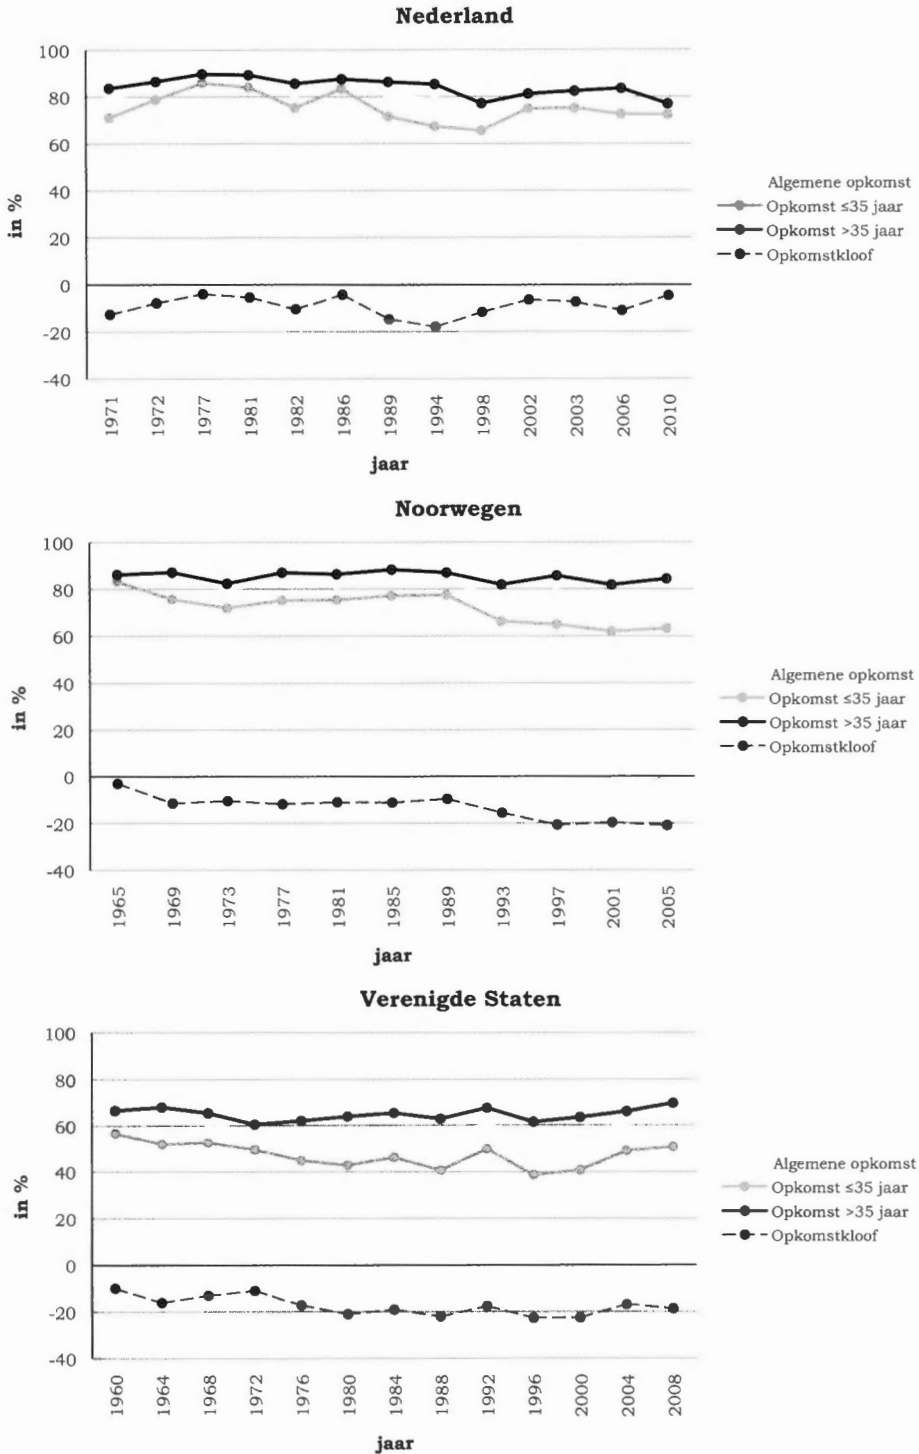 Nederland
100
80
60
40
20
0
-20
-40
in %
1971 1972 1977 1981 1982 1986 1989 1994 1998 2002 2003 2006 2010
jaar
Algemene opkomst
Opkomst ≤35 jaar
Opkomst >35 jaar
Opkomstkloof
Noorwegen
100
80
60
40
20
0
-20
-40
in %
1965 1969 1973 1977 1981 1985 1989 1993 1997 2001 2005
jaar
Algemene opkomst
Opkomst ≤35 jaar
Opkomst >35 jaar
Opkomstkloof
Verenigde Staten
100
80
60
40
20
0
-20
-40
in %
1960 1964 1968 1972 1976 1980 1984 1988 1992 1996 2000 2004 2008
jaar
Algemene opkomst
Opkomst ≤35 jaar
Opkomst >35 jaar
Opkomstkloof